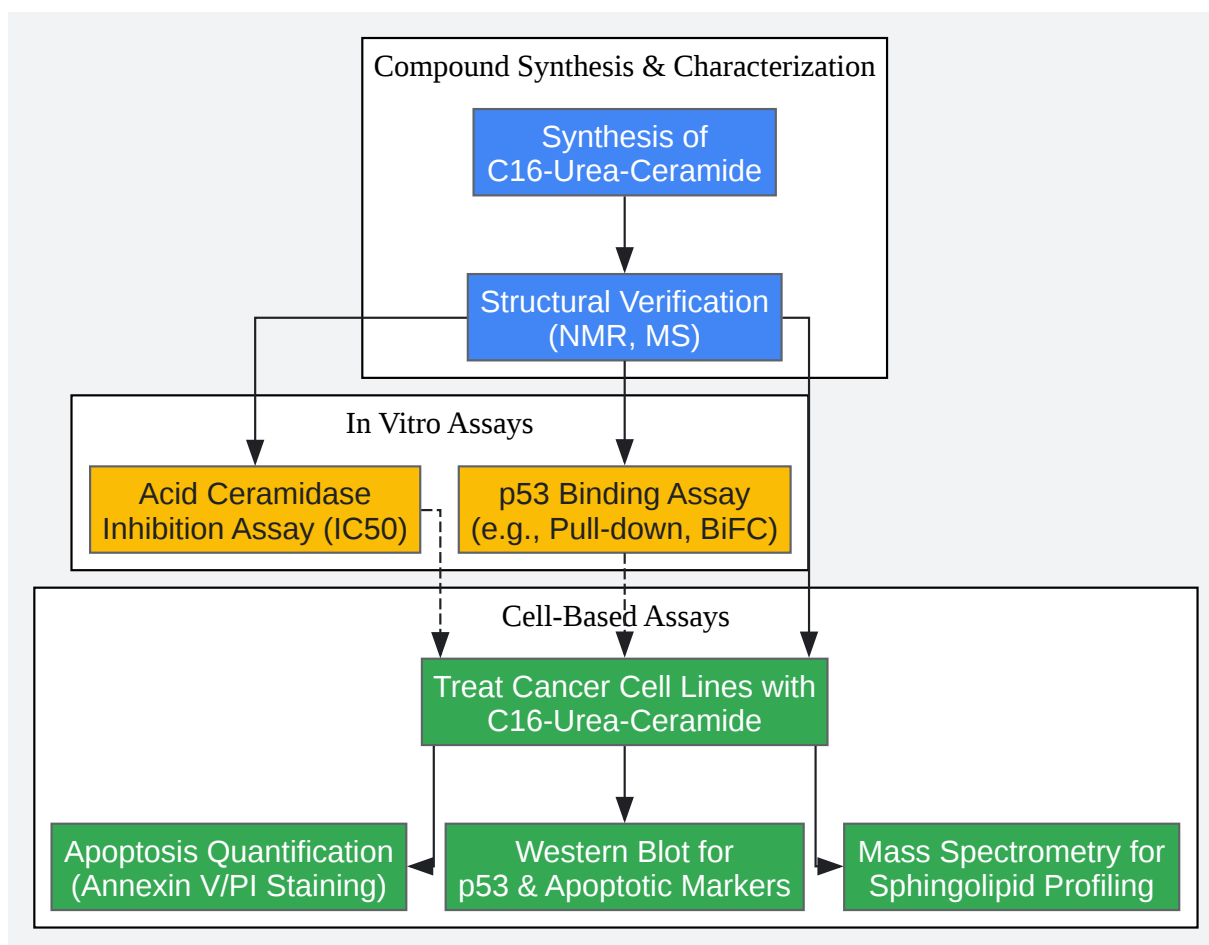 Compound Synthesis & Characterization
Synthesis of
C16-Urea-Ceramide
Structural Verification
(NMR, MS)
In Vitro Assays
Acid Ceramidase
Inhibition Assay (IC50)
p53 Binding Assay
(e.g., Pull-down, BiFC)
Cell-Based Assays
Treat Cancer Cell Lines with
C16-Urea-Ceramide
Apoptosis Quantification
(Annexin V/PI Staining)
Western Blot for
p53 & Apoptotic Markers
Mass Spectrometry for
Sphingolipid Profiling